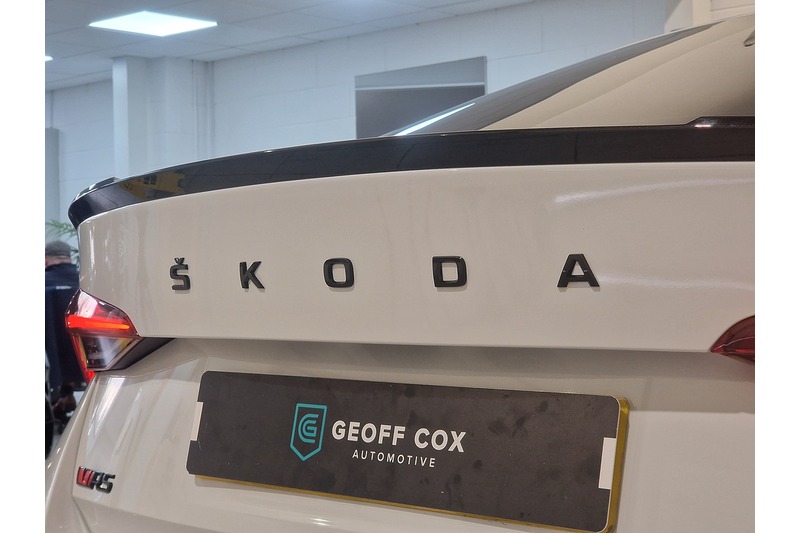 ŠKODA
GEOFF COX
AUTOMOTIVE
vRS